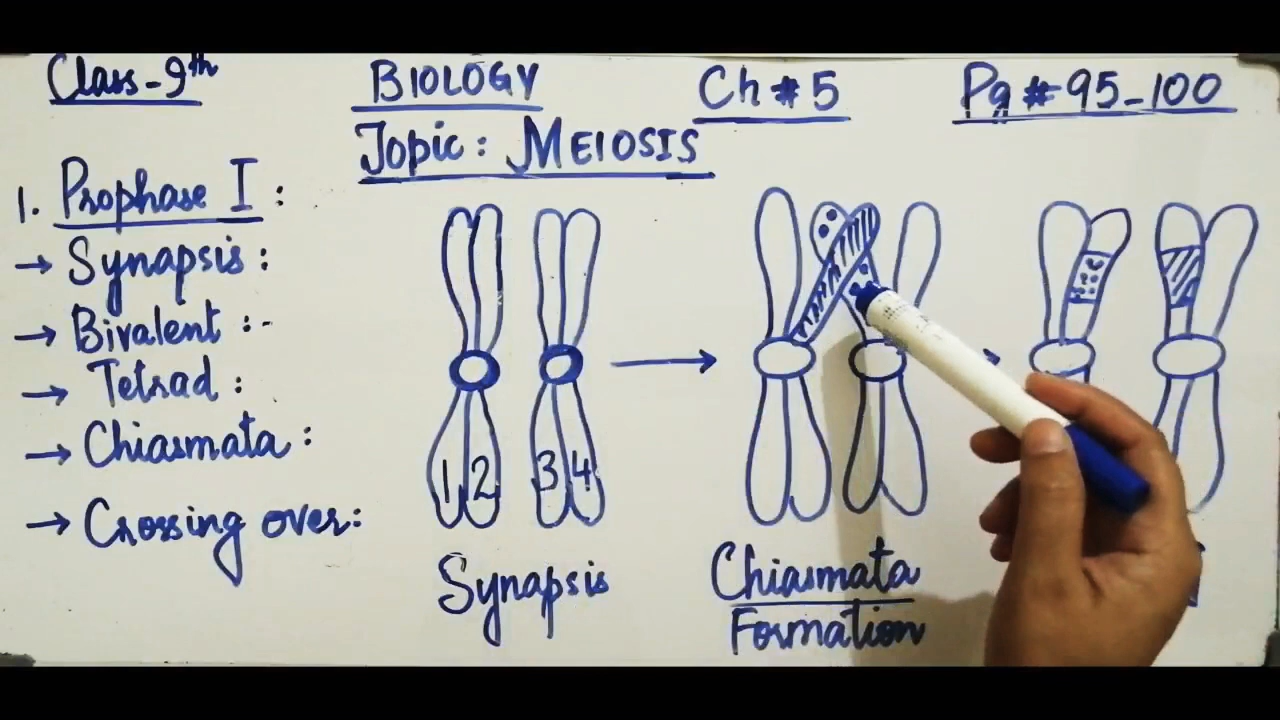 Class-9th
BIOLOGY
Ch # 5
Pg # 95-100
Topic: MEIOSIS
1. Prophase I:
→ Synapsis:
→ Bivalent:-
→ Tetrad:
→ Chiasmata:
→ Crossing over:
1 2 3 4
Synapsis
Chiasmata
Formation